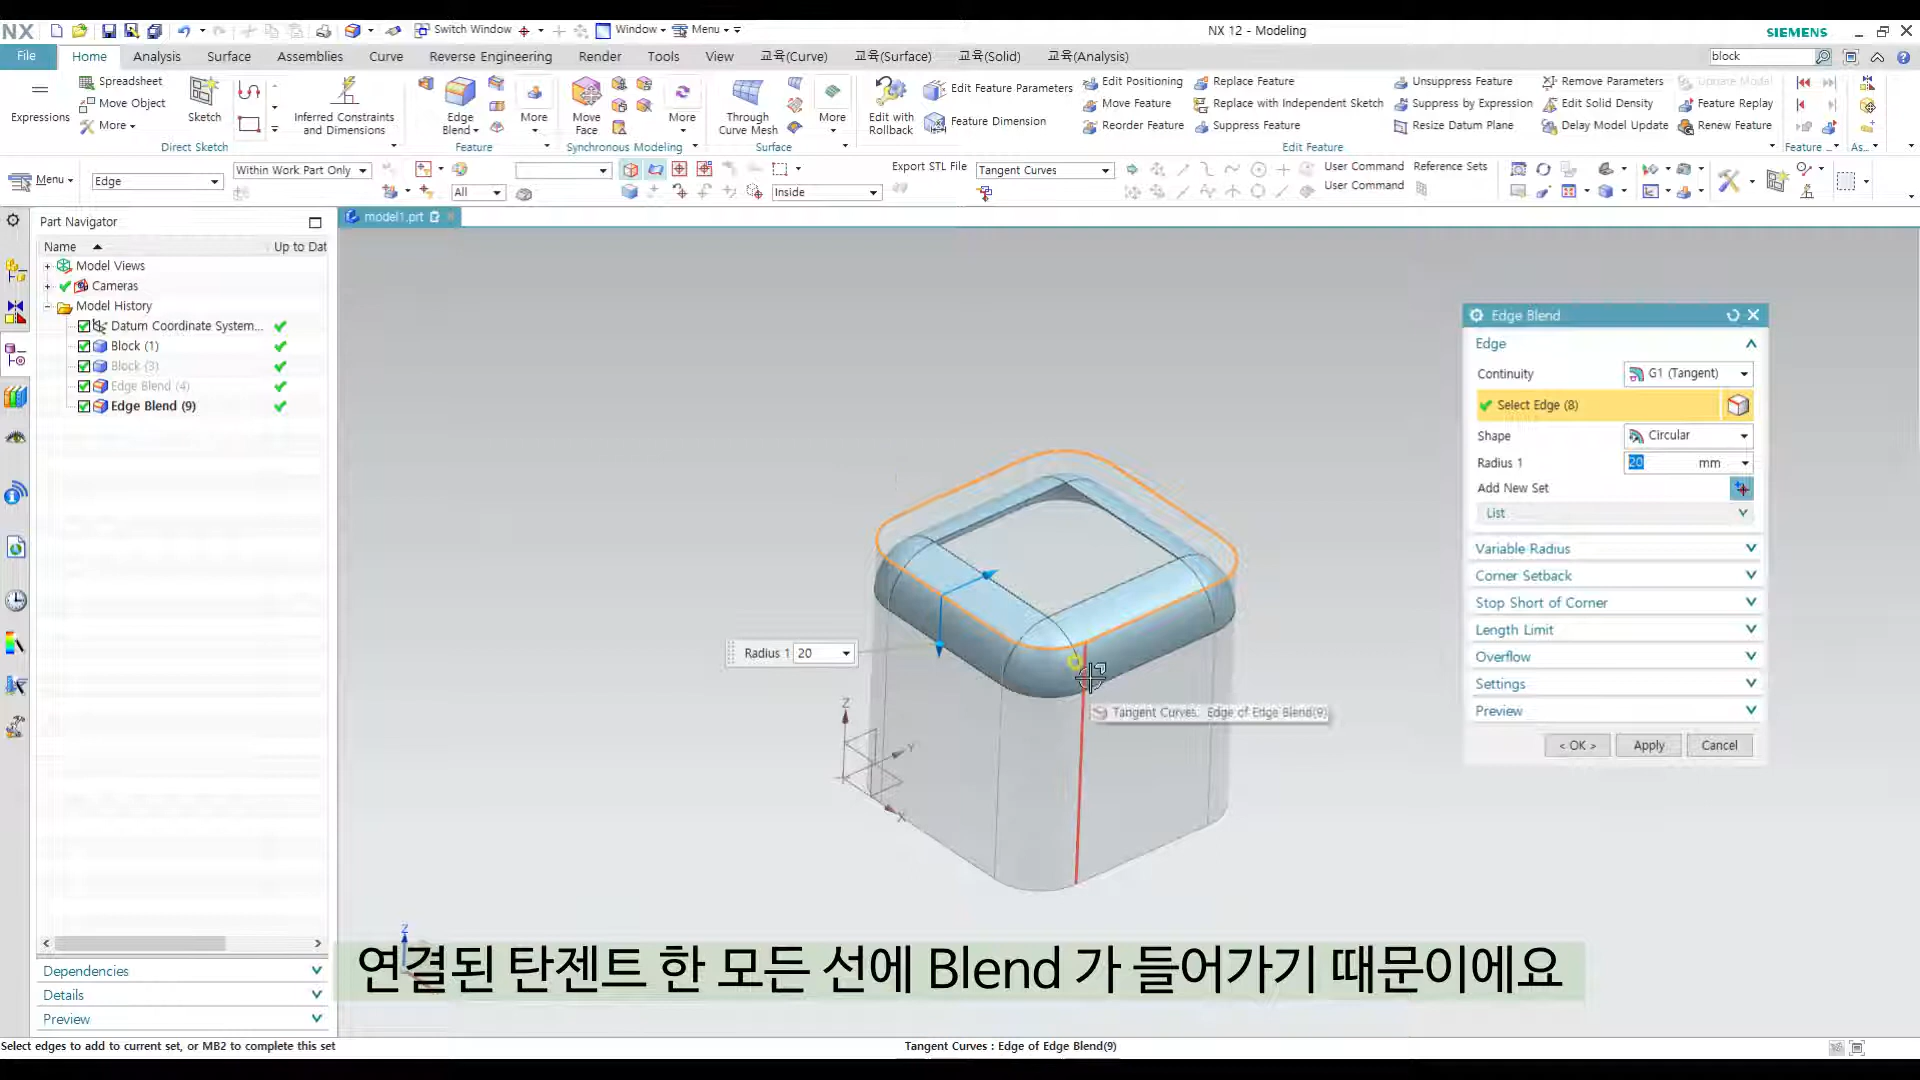 NX
Switch Window
Window
Menu
NX 12 - Modeling
SIEMENS
File
Home
Analysis
Surface
Assemblies
Curve
Reverse Engineering
Render
Tools
View
교육(Curve)
교육(Surface)
교육(Solid)
교육(Analysis)
block
Expressions
Spreadsheet
Move Object
More
Sketch
Inferred Constraints
and Dimensions
Direct Sketch
Edge
Blend
More
Feature
Move
Face
More
Synchronous Modeling
Through
Curve Mesh
More
Surface
Edit with
Rollback
Edit Feature Parameters
Feature Dimension
Edit Positioning
Move Feature
Reorder Feature
Replace Feature
Replace with Independent Sketch
Suppress Feature
Unsuppress Feature
Suppress by Expression
Resize Datum Plane
Remove Parameters
Edit Solid Density
Delay Model Update
Update Model
Feature Replay
Renew Feature
Edit Feature
Feature ...
As...
Menu
Edge
Within Work Part Only
All
Inside
Export STL File
Tangent Curves
User Command
User Command
Reference Sets
Part Navigator
Name
Up to Dat
Model Views
Cameras
Model History
Datum Coordinate System...
Block (1)
Block (3)
Edge Blend (4)
Edge Blend (9)
Dependencies
Details
Preview
model1.prt
Radius 1
20
Tangent Curves: Edge of Edge Blend(9)
Z
Y
X
Z
Edge Blend
Edge
Continuity
G1 (Tangent)
Select Edge (8)
Shape
Circular
Radius 1
20
mm
Add New Set
List
Variable Radius
Corner Setback
Stop Short of Corner
Length Limit
Overflow
Settings
Preview
< OK >
Apply
Cancel
연결된 탄젠트 한 모든 선에 Blend 가 들어가기 때문이에요
Select edges to add to current set, or MB2 to complete this set
Tangent Curves : Edge of Edge Blend(9)